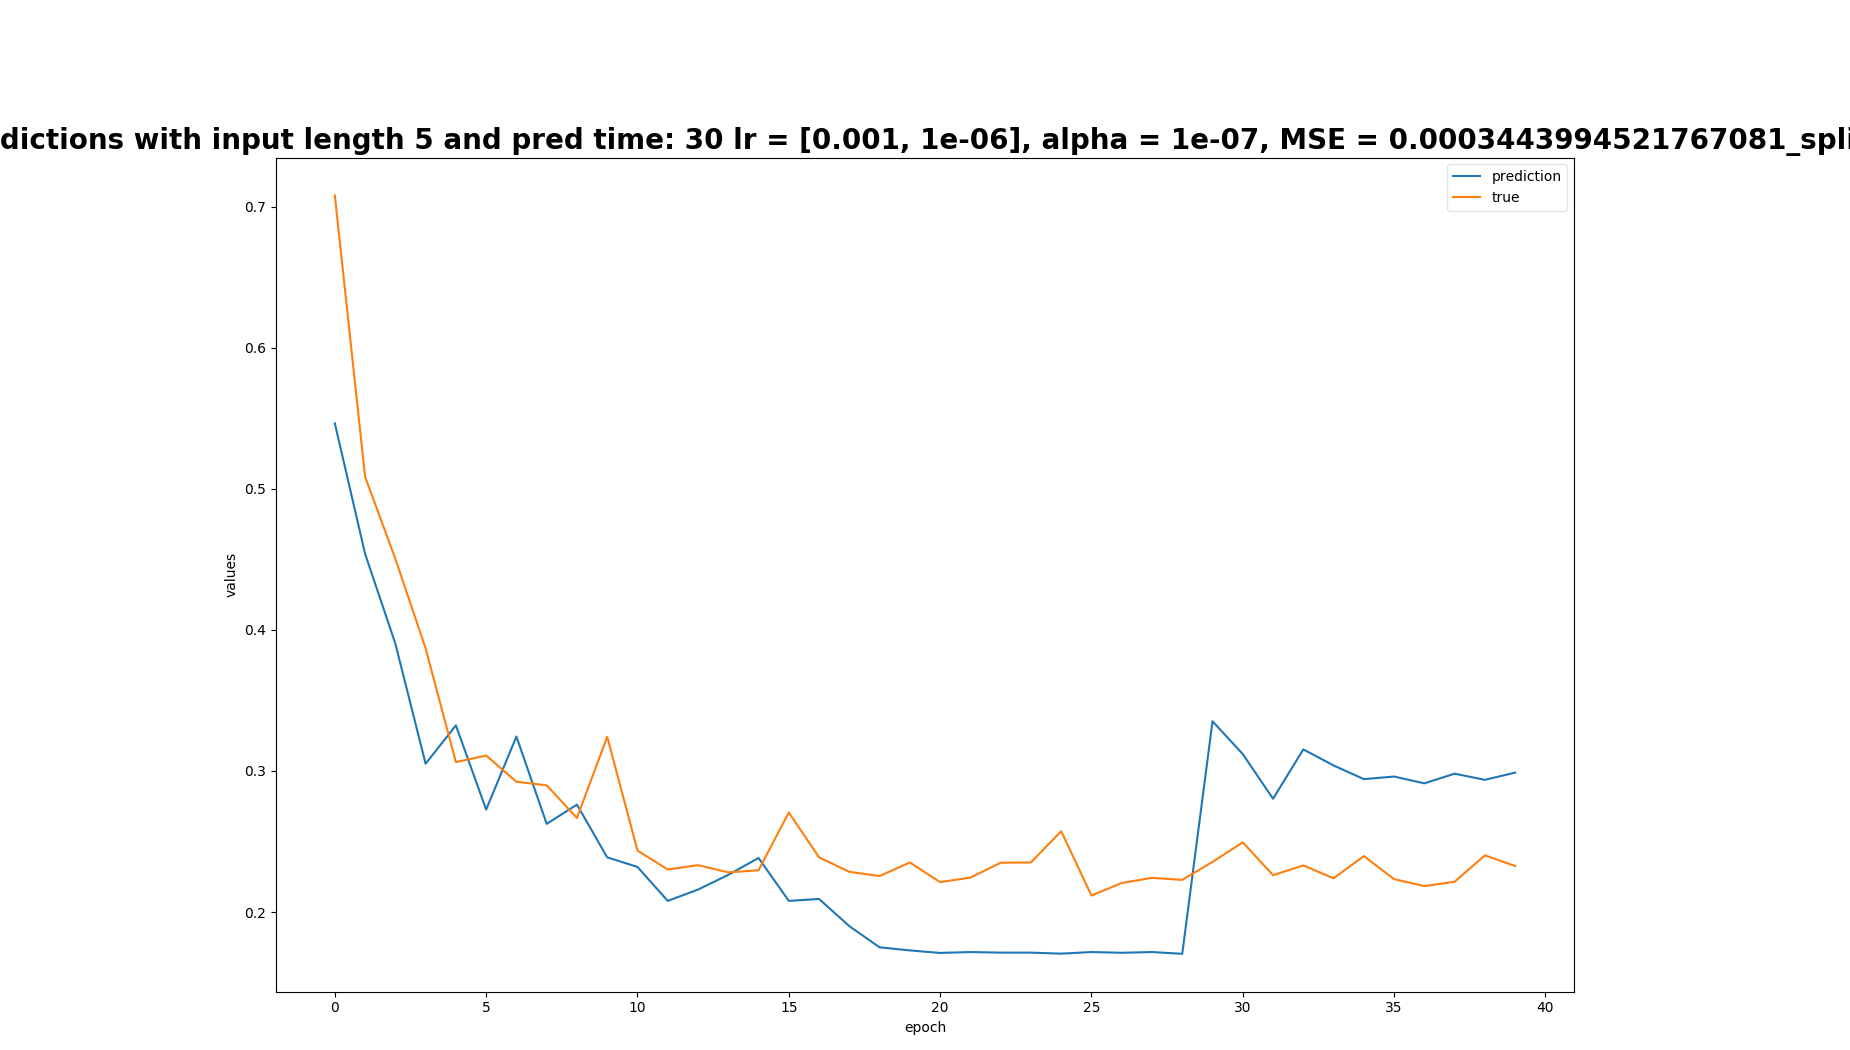 dictions with input length 5 and pred time: 30 lr = [0.001, 1e-06], alpha = 1e-07, MSE = 0.0003443994521767081_spli
prediction
true
0.7
0.6
0.5
0.4
0.3
0.2
values
0 5 10 15 20 25 30 35 40
epoch